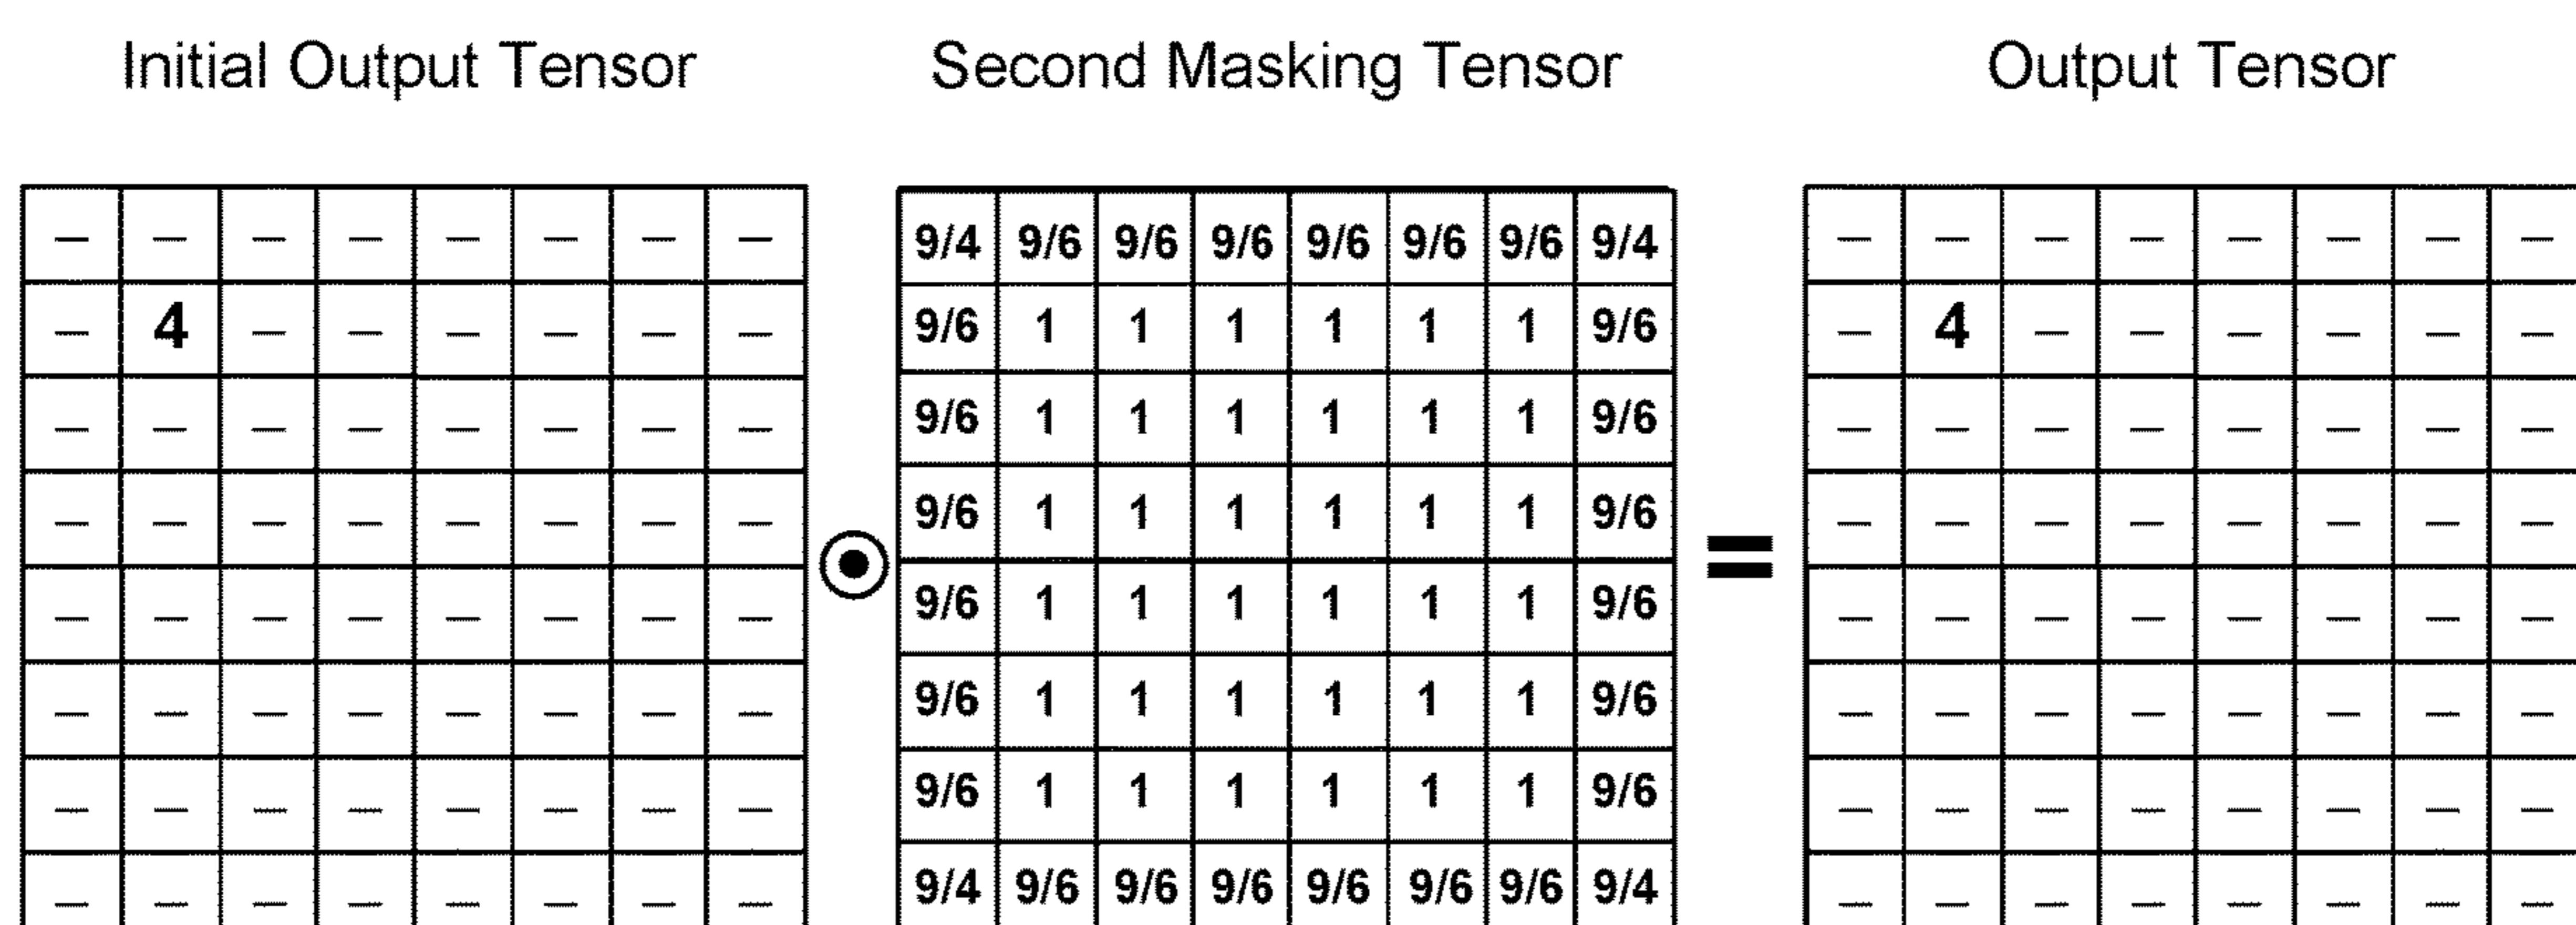 Initial Output Tensor Second Masking Tensor Output Tensor
— — — — — — — — 9/4 9/6 9/6 9/6 9/6 9/6 9/6 9/4 — — — — — — — —
— 4 — — — — — — 9/6 1 1 1 1 1 1 9/6 — 4 — — — — — —
— — — — — — — — 9/6 1 1 1 1 1 1 9/6 — — — — — — — —
— — — — — — — — 9/6 1 1 1 1 1 1 9/6 — — — — — — — —
⊙ =
— — — — — — — — 9/6 1 1 1 1 1 1 9/6 — — — — — — — —
— — — — — — — — 9/6 1 1 1 1 1 1 9/6 — — — — — — — —
— — — — — — — — 9/6 1 1 1 1 1 1 9/6 — — — — — — — —
— — — — — — — — 9/4 9/6 9/6 9/6 9/6 9/6 9/6 9/4 — — — — — — — —